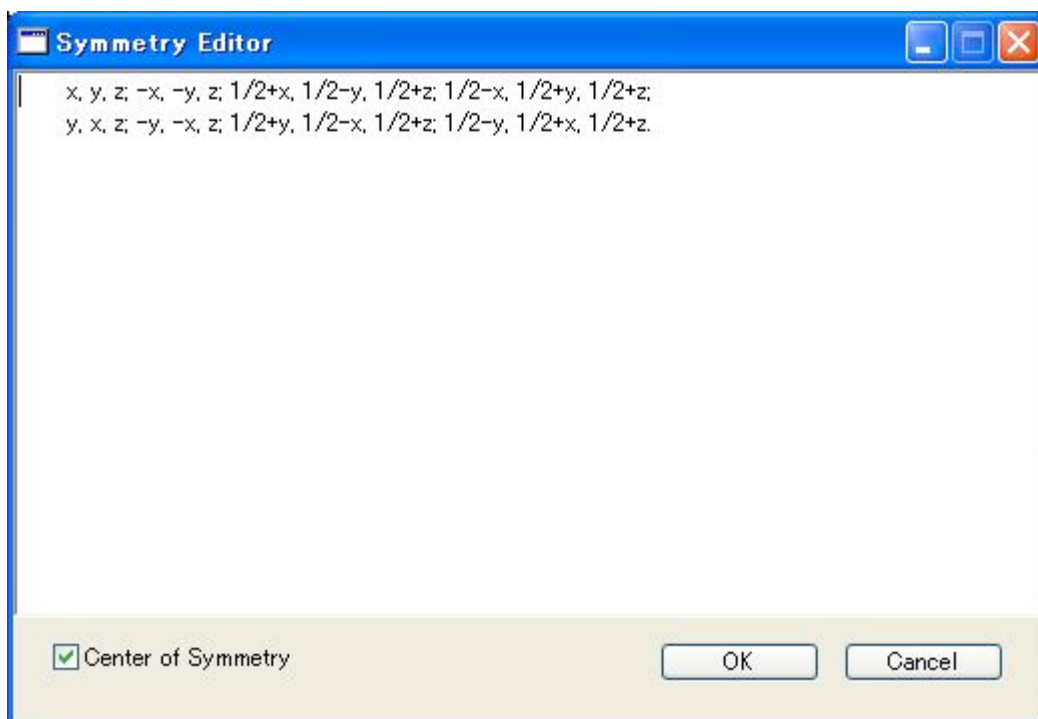 Symmetry Editor
x, y, z; -x, -y, z; 1/2+x, 1/2-y, 1/2+z; 1/2-x, 1/2+y, 1/2+z;
y, x, z; -y, -x, z; 1/2+y, 1/2-x, 1/2+z; 1/2-y, 1/2+x, 1/2+z.
Center of Symmetry
OK
Cancel